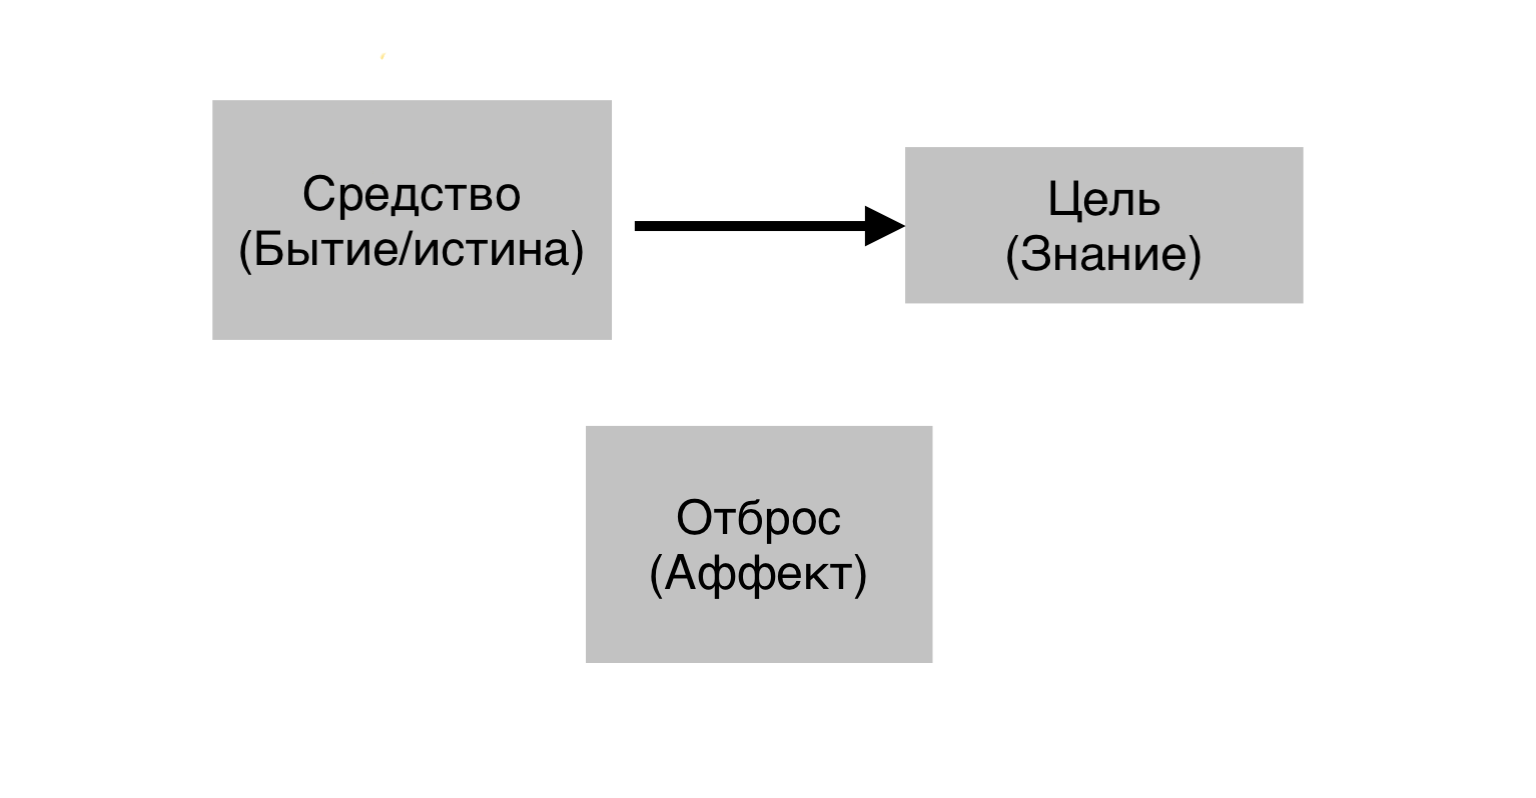 Средство
(Бытие/истина)
Цель
(Знание)
Отброс
(Аффект)